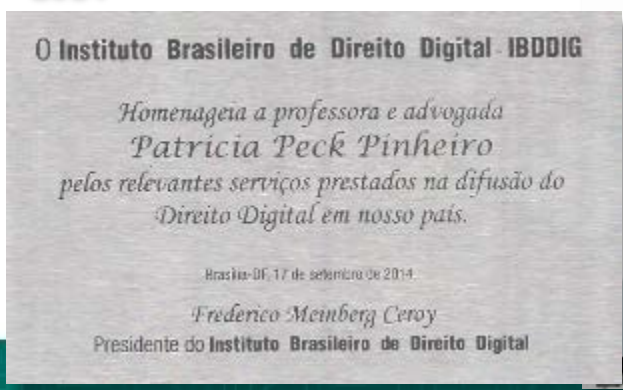 O Instituto Brasileiro de Direito Digital - IBDDIG
Homenageia a professora e advogada
Patricia Peck Pinheiro
pelos relevantes serviços prestados na difusão do
Direito Digital em nosso país.
Brasília-DF, 17 de setembro de 2014.
Frederico Meinberg Ceroy
Presidente do Instituto Brasileiro de Direito Digital